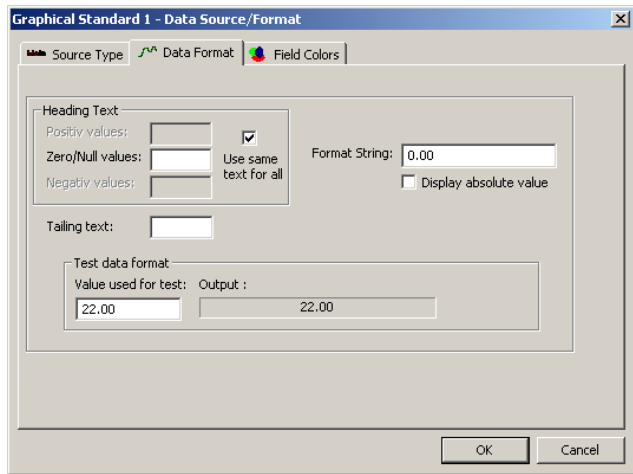 Graphical Standard 1 - Data Source/Format
Source Type Data Format Field Colors
Heading Text
Positiv values:
Zero/Null values:
Negativ values:
Use same
text for all
Format String: 0.00
Display absolute value
Tailing text:
Test data format
Value used for test: Output :
22.00 22.00
OK Cancel